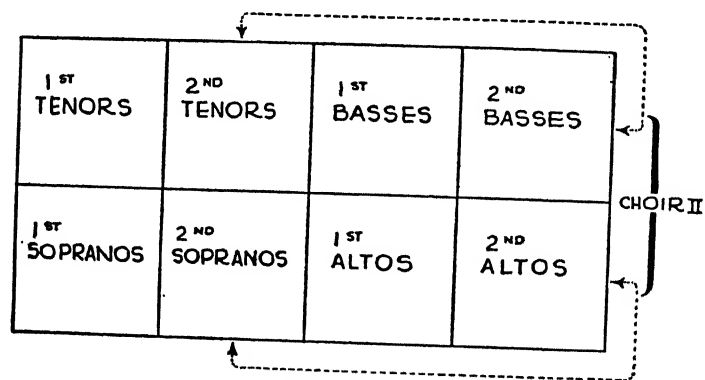 1ST TENORS
2ND TENORS
1ST BASSES
2ND BASSES
1ST SOPRANOS
2ND SOPRANOS
1ST ALTOS
2ND ALTOS
CHOIR II